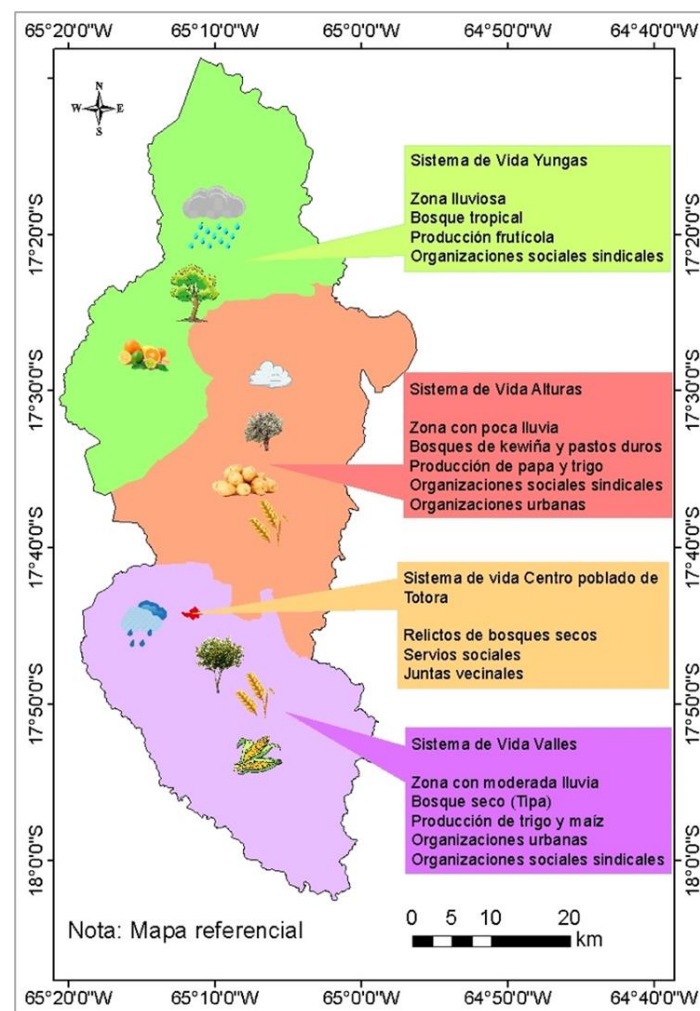 65°20'0"W 65°10'0"W 65°0'0"W 64°50'0"W 64°40'0"W
N
W E
S
17°20'0"S
17°30'0"S
17°40'0"S
17°50'0"S
18°0'0"S
Sistema de Vida Yungas
Zona lluviosa
Bosque tropical
Producción frutícola
Organizaciones sociales sindicales
Sistema de Vida Alturas
Zona con poca lluvia
Bosques de kewiña y pastos duros
Producción de papa y trigo
Organizaciones sociales sindicales
Organizaciones urbanas
Sistema de vida Centro poblado de
Totora
Relictos de bosques secos
Servios sociales
Juntas vecinales
Sistema de Vida Valles
Zona con moderada lluvia
Bosque seco (Tipa)
Producción de trigo y maíz
Organizaciones urbanas
Organizaciones sociales sindicales
17°20'0"S
17°30'0"S
17°40'0"S
17°50'0"S
18°0'0"S
Nota: Mapa referencial
0 5 10 20
km
65°20'0"W 65°10'0"W 65°0'0"W 64°50'0"W 64°40'0"W